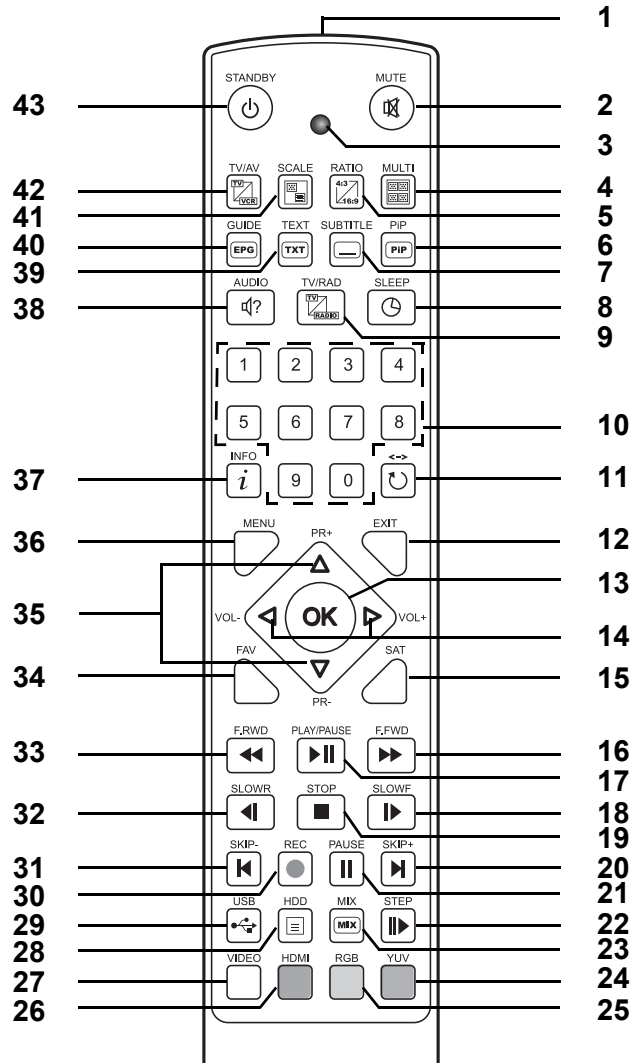 1
STANDBY MUTE
43 2
3
TV/AV SCALE RATIO MULTI
TV VCR 4:3 16:9
42 4
41 5
GUIDE TEXT SUBTITLE PiP
EPG TXT PiP
40 6
39 7
AUDIO TV/RAD SLEEP
? TV RADIO
38 8
9
1 2 3 4
5 6 7 8
10
INFO <->
i 9 0
37 11
MENU PR+ EXIT
36 12
13
35 VOL- OK VOL+ 14
FAV SAT
34 15
PR-
F.RWD PLAY/PAUSE F.FWD
33 16
17
SLOWR STOP SLOWF
32 18
19
SKIP- REC PAUSE SKIP+
31 20
30 21
USB HDD MIX STEP
MIX
29 22
28 23
VIDEO HDMI RGB YUV
27 24
26 25